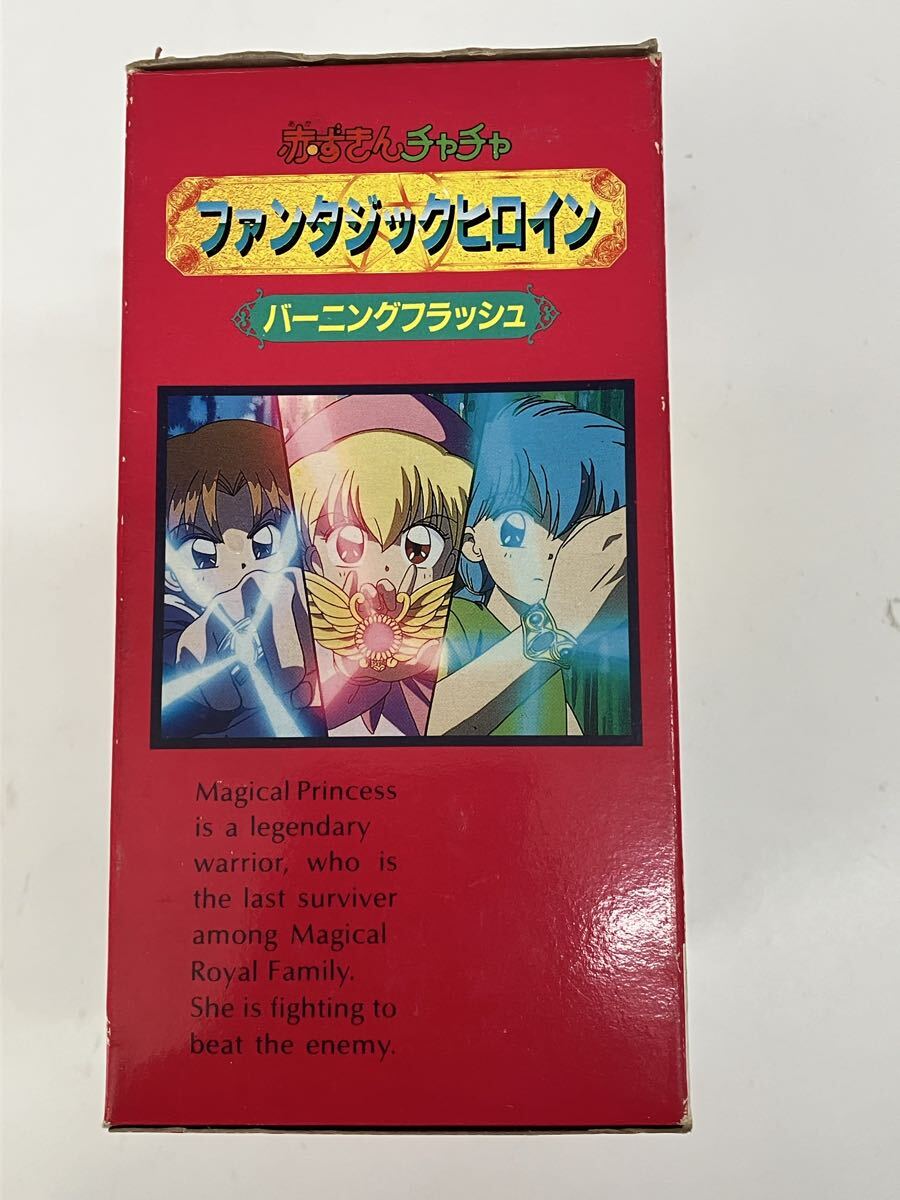 赤ずきんチャチャ
ファンタジックヒロイン
バーニングフラッシュ
Magical Princess
is a legendary
warrior, who is
the last surviver
among Magical
Royal Family.
She is fighting to
beat the enemy.